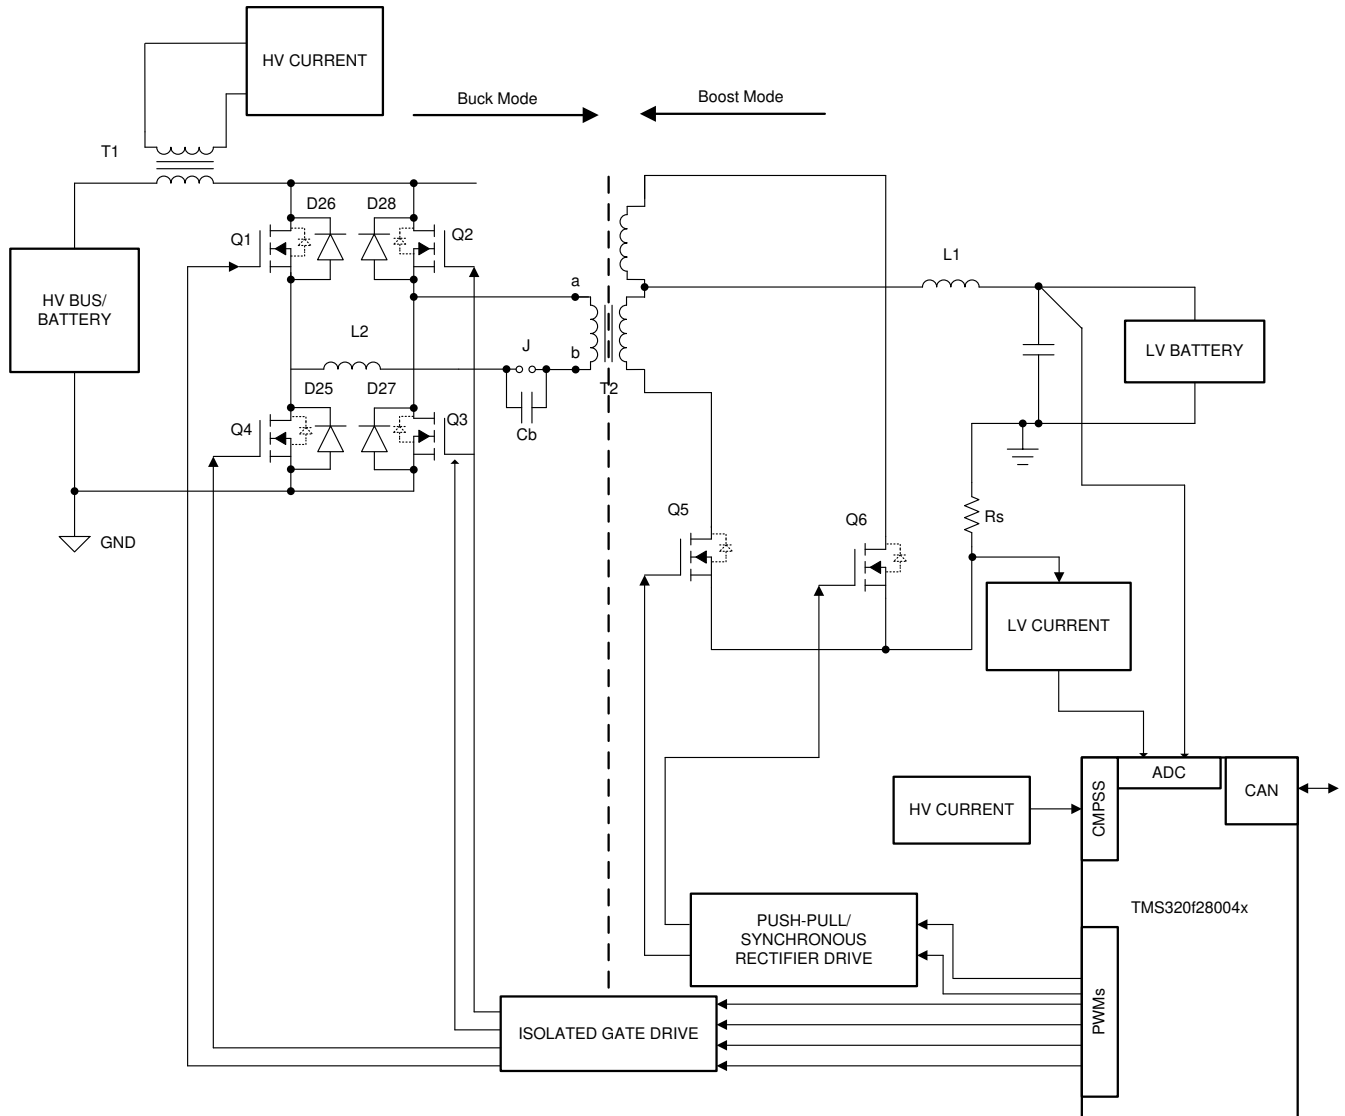 HV CURRENT
Buck Mode
Boost Mode
T1
D26
D28
Q1
Q2
HV BUS/
BATTERY
a
L1
L2
J
b
LV BATTERY
D25
D27
T2
Q4
Q3
Cb
GND
Q5
Q6
Rs
LV CURRENT
ADC
CAN
HV CURRENT
CMPSS
TMS320f28004x
PUSH-PULL/
SYNCHRONOUS
RECTIFIER DRIVE
PWMs
ISOLATED GATE DRIVE